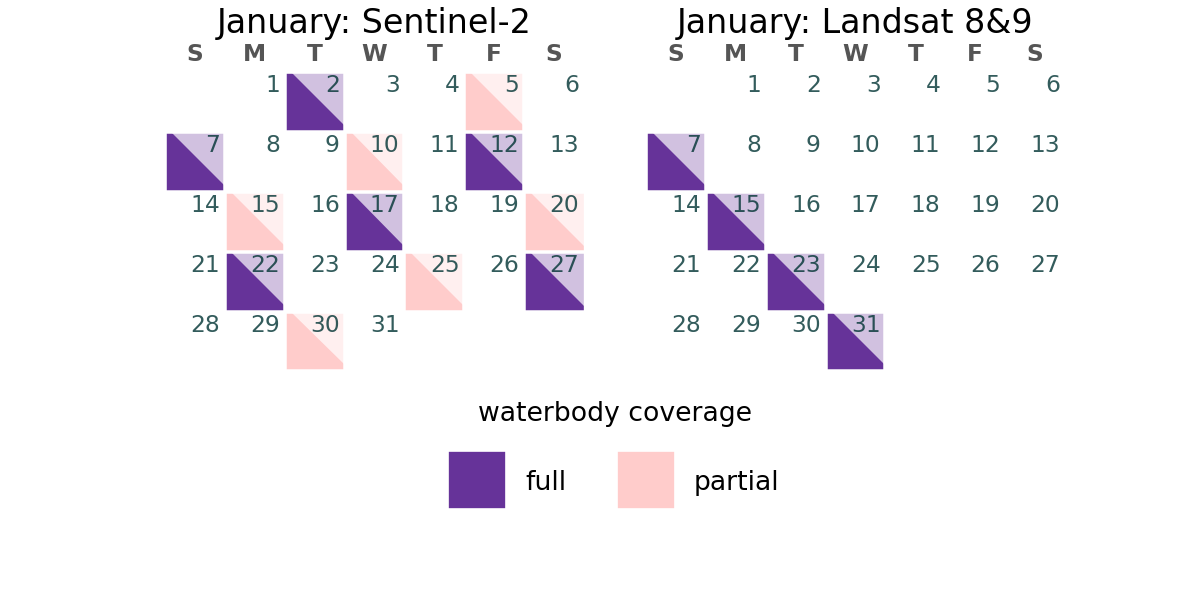 January: Sentinel-2
S M T W T F S
1 2 3 4 5 6
7 8 9 10 11 12 13
14 15 16 17 18 19 20
21 22 23 24 25 26 27
28 29 30 31
January: Landsat 8&9
S M T W T F S
1 2 3 4 5 6
7 8 9 10 11 12 13
14 15 16 17 18 19 20
21 22 23 24 25 26 27
28 29 30 31
waterbody coverage
full
partial